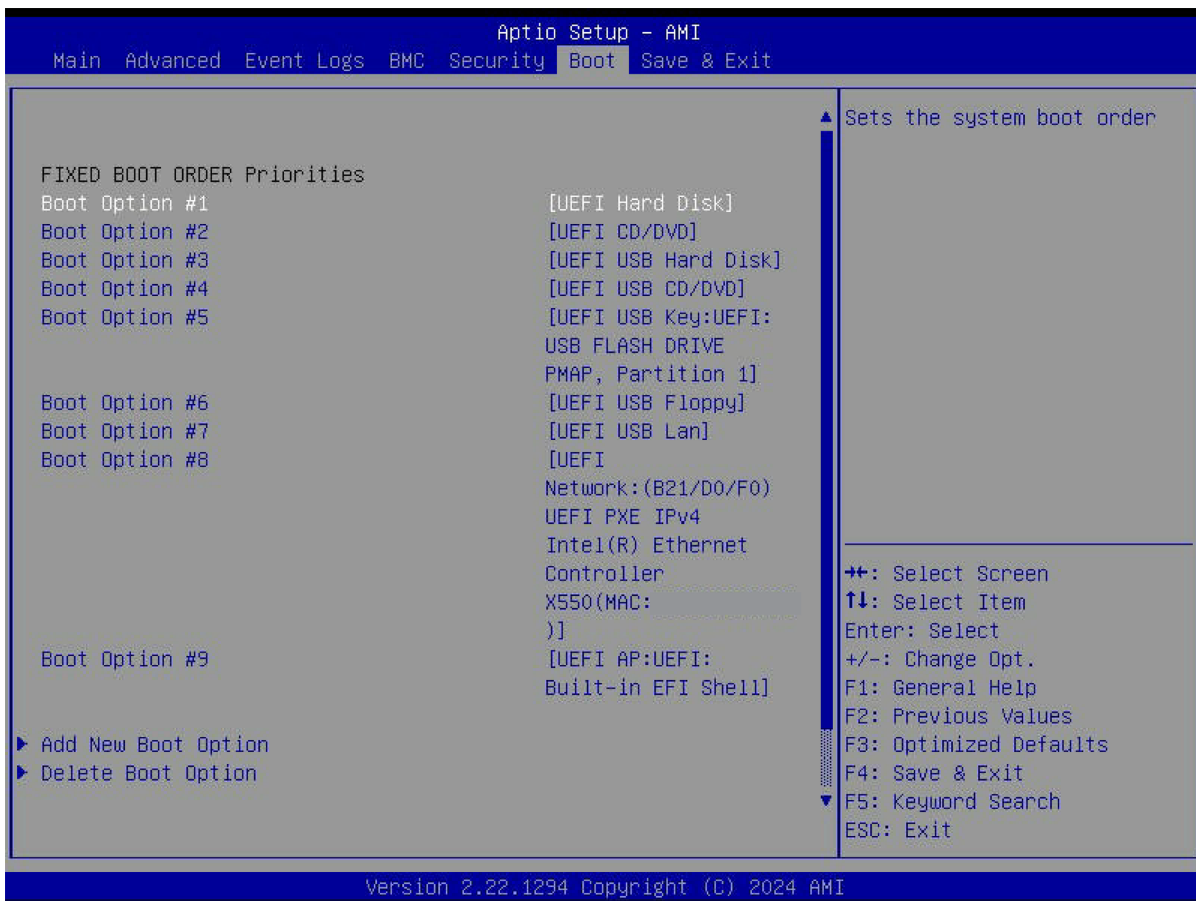 Aptio Setup – AMI
Main Advanced Event Logs BMC Security Boot Save & Exit
FIXED BOOT ORDER Priorities
Boot Option #1 [UEFI Hard Disk]
Boot Option #2 [UEFI CD/DVD]
Boot Option #3 [UEFI USB Hard Disk]
Boot Option #4 [UEFI USB CD/DVD]
Boot Option #5 [UEFI USB Key:UEFI:
USB FLASH DRIVE
PMAP, Partition 1]
Boot Option #6 [UEFI USB Floppy]
Boot Option #7 [UEFI USB Lan]
Boot Option #8 [UEFI
Network:(B21/D0/F0)
UEFI PXE IPv4
Intel(R) Ethernet
Controller
X550(MAC:
)]
Boot Option #9 [UEFI AP:UEFI:
Built-in EFI Shell]
Add New Boot Option
Delete Boot Option
Sets the system boot order
→←: Select Screen
↑↓: Select Item
Enter: Select
+/-: Change Opt.
F1: General Help
F2: Previous Values
F3: Optimized Defaults
F4: Save & Exit
F5: Keyword Search
ESC: Exit
Version 2.22.1294 Copyright (C) 2024 AMI